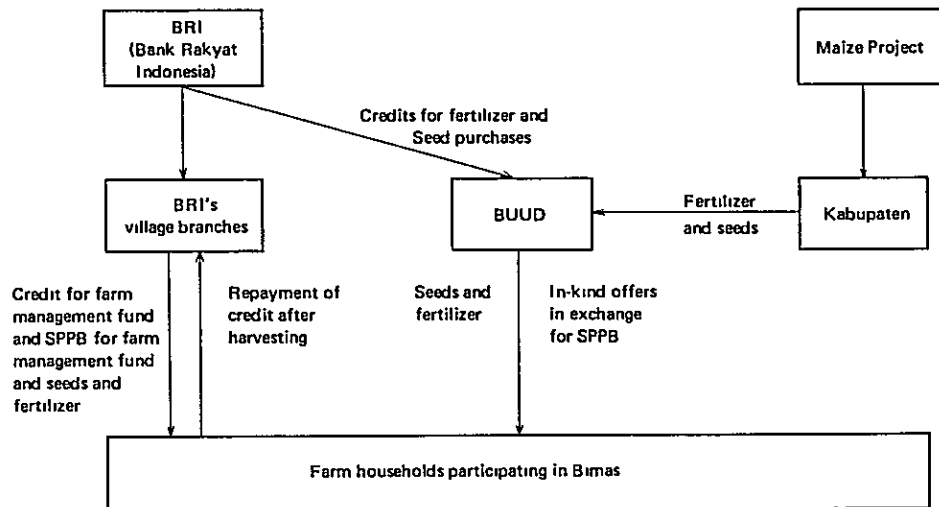 BRI
(Bank Rakyat
Indonesia)
Maize Project
Credits for fertilizer and
Seed purchases
BRI's
village branches
BUUD
Fertilizer
and seeds
Kabupaten
Credit for farm
management fund
and SPPB for farm
management fund
and seeds and
fertilizer
Repayment of
credit after
harvesting
Seeds and
fertilizer
In-kind offers
in exchange
for SPPB
Farm households participating in Bimas